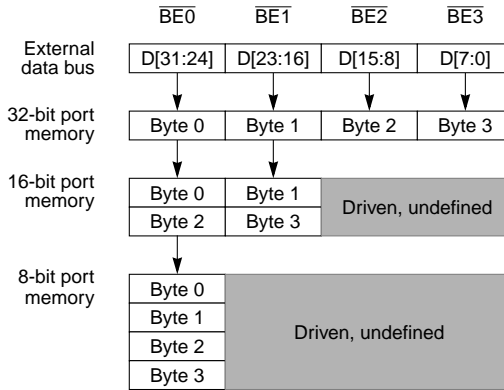 BE0 BE1 BE2 BE3
External
data bus
D[31:24] D[23:16] D[15:8] D[7:0]
32-bit port
memory
Byte 0 Byte 1 Byte 2 Byte 3
16-bit port
memory
Byte 0 Byte 1
Byte 2 Byte 3
Driven, undefined
8-bit port
memory
Byte 0
Byte 1
Byte 2
Byte 3
Driven, undefined